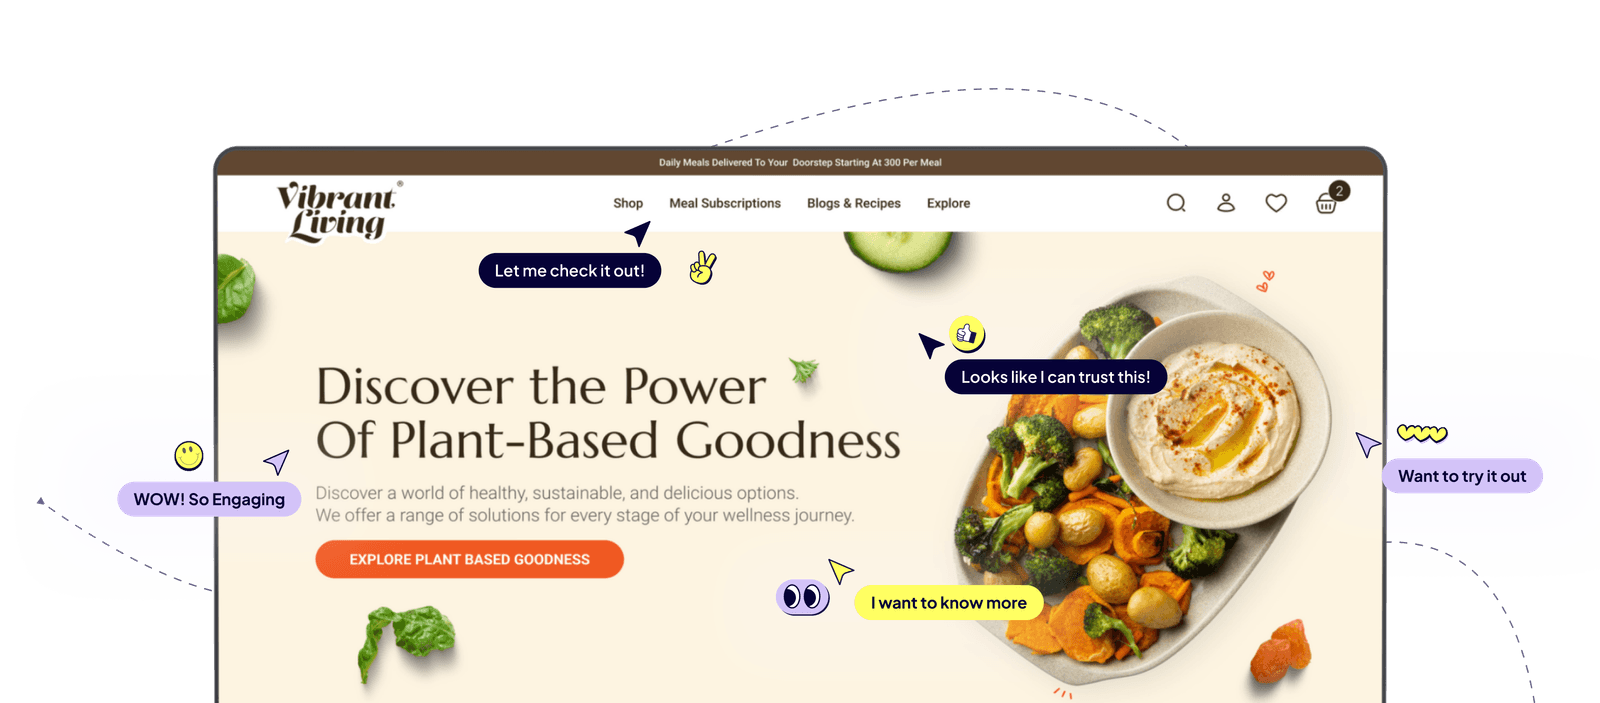 Daily Meals Delivered To Your Doorstep Starting At 300 Per Meal
Vibrant
Living
®
Shop
Meal Subscriptions
Blogs & Recipes
Explore
2
Let me check it out!
Looks like I can trust this!
Discover the Power
Of Plant-Based Goodness
WOW! So Engaging
Want to try it out
Discover a world of healthy, sustainable, and delicious options.
We offer a range of solutions for every stage of your wellness journey.
EXPLORE PLANT BASED GOODNESS
I want to know more